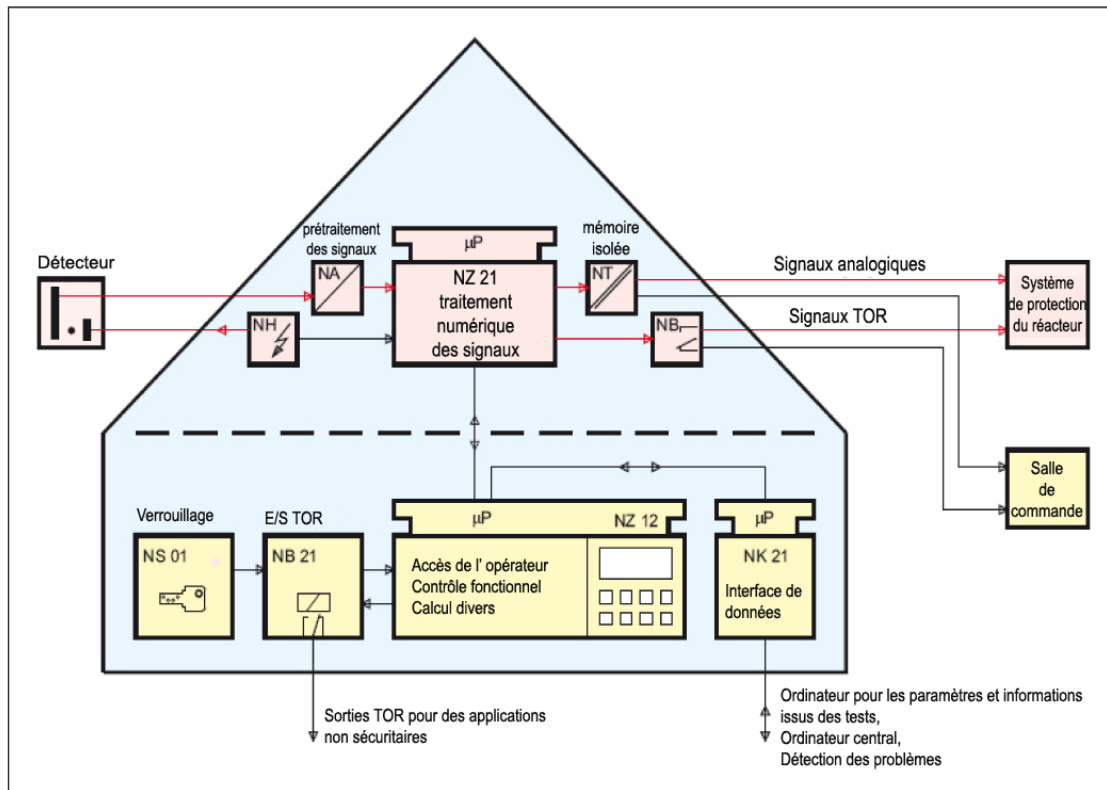 Détecteur
prétraitement
des signaux
NA
NH
µP
NZ 21
traitement
numérique
des signaux
mémoire
isolée
NT
NB
Signaux analogiques
Signaux TOR
Système
de protection
du réacteur
Salle
de
commande
Verrouillage
NS 01
E/S TOR
NB 21
µP
NZ 12
Accès de l' opérateur
Contrôle fonctionnel
Calcul divers
µP
NK 21
Interface de
données
Sorties TOR pour des applications
non sécuritaires
Ordinateur pour les paramètres et informations
issus des tests,
Ordinateur central,
Détection des problèmes